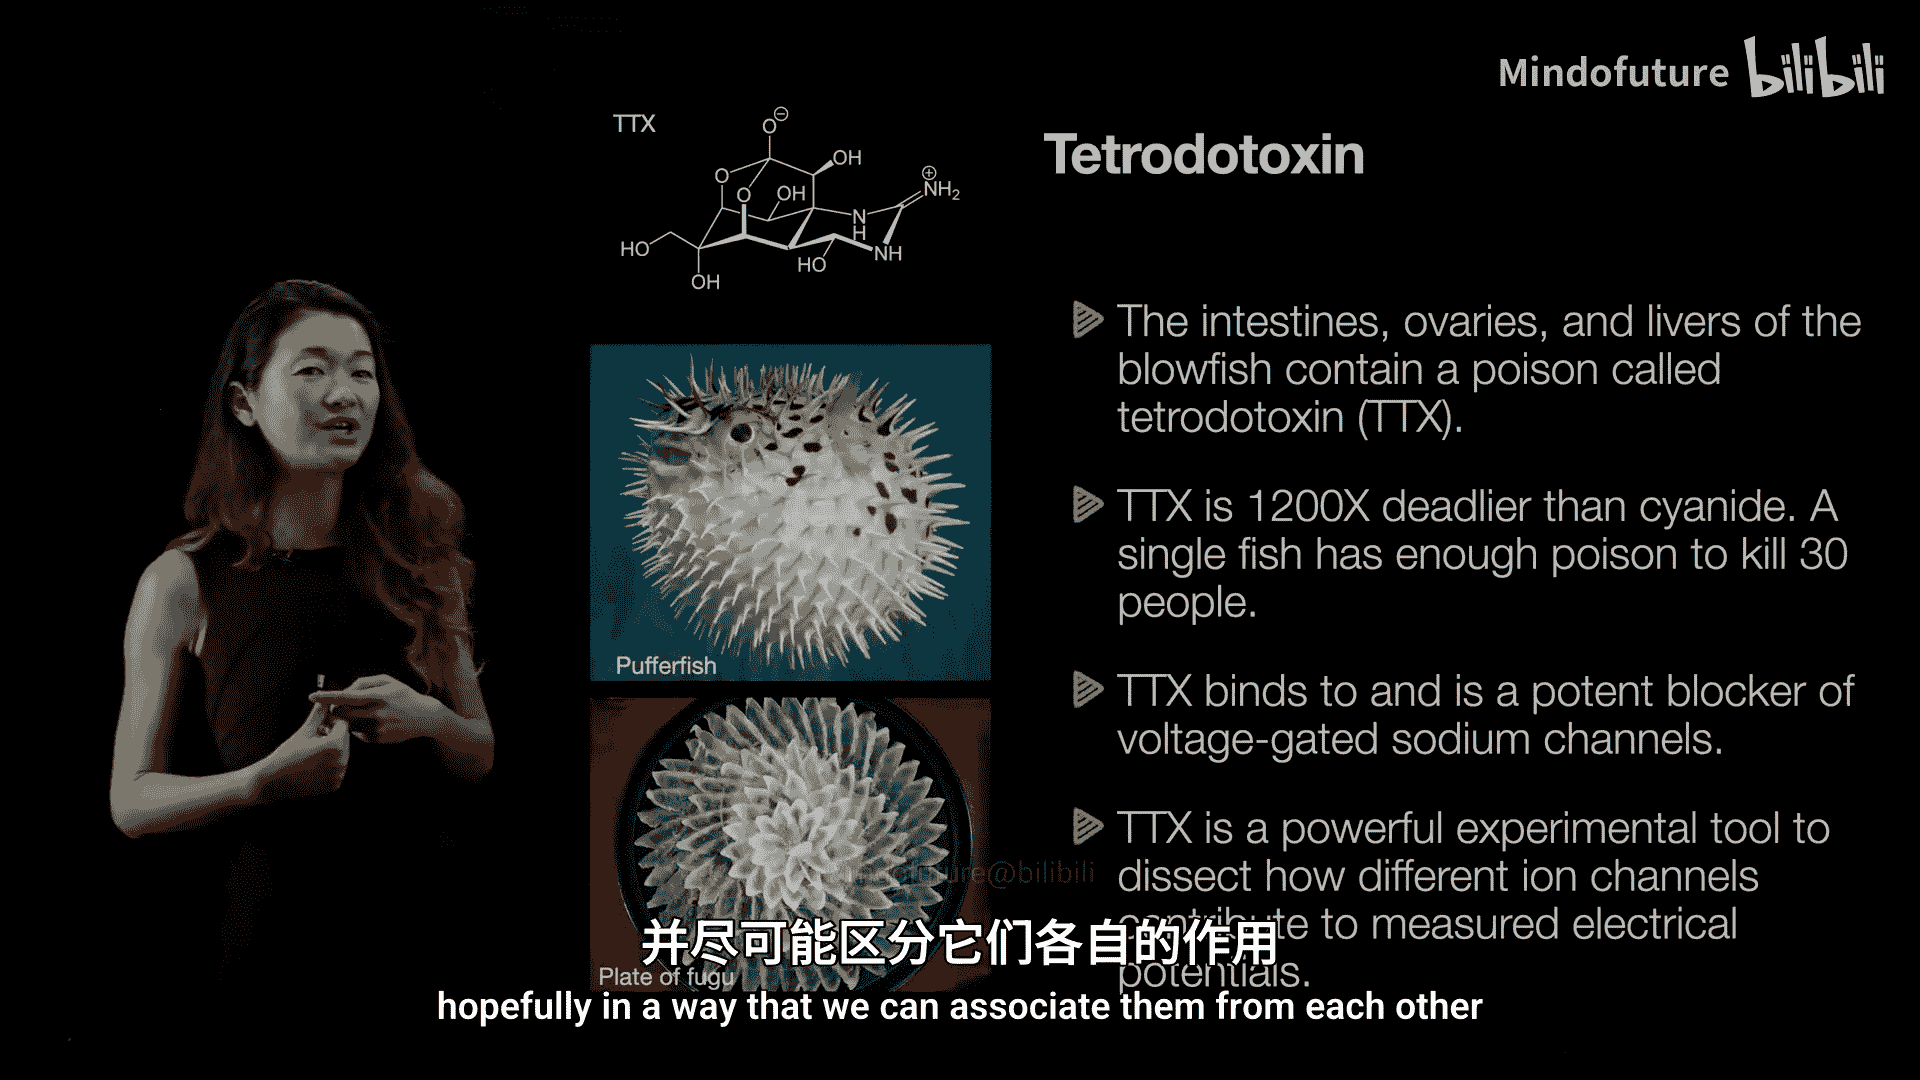 Mindofuture bilibili
TTX
O⊖
OH
O
⊕
NH2
O
OH
N
H
HO
NH
HO
OH
Tetrodotoxin
The intestines, ovaries, and livers of the
blowfish contain a poison called
tetrodotoxin (TTX).
TTX is 1200X deadlier than cyanide. A
single fish has enough poison to kill 30
people.
TTX binds to and is a potent blocker of
voltage-gated sodium channels.
TTX is a powerful experimental tool to
dissect how different ion channels
contribute to measured electrical
potentials.
Pufferfish
Plate of fugu
@bilibili
并尽可能区分它们各自的作用
hopefully in a way that we can associate them from each other